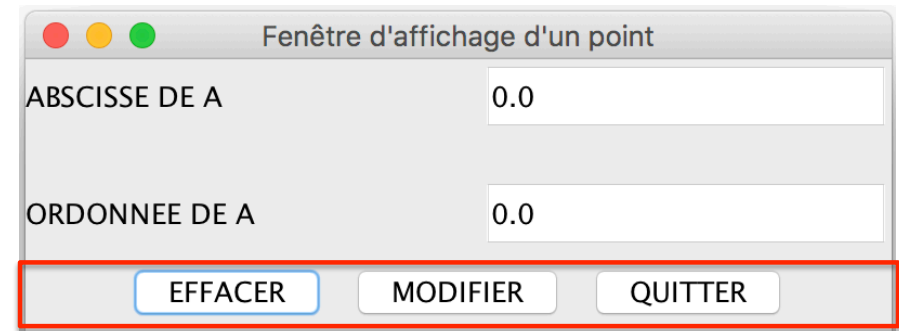 Fenêtre d'affichage d'un point
ABSCISSE DE A 0.0
ORDONNEE DE A 0.0
EFFACER MODIFIER QUITTER